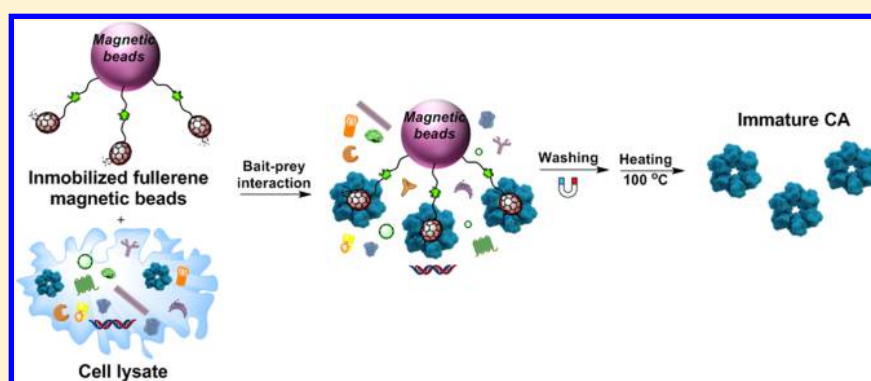 Magnetic
beads
Inmobilized fullerene
magnetic beads
+
Cell lysate
Bait-prey
interaction
Magnetic
beads
Washing
Heating
100 °C
Immature CA